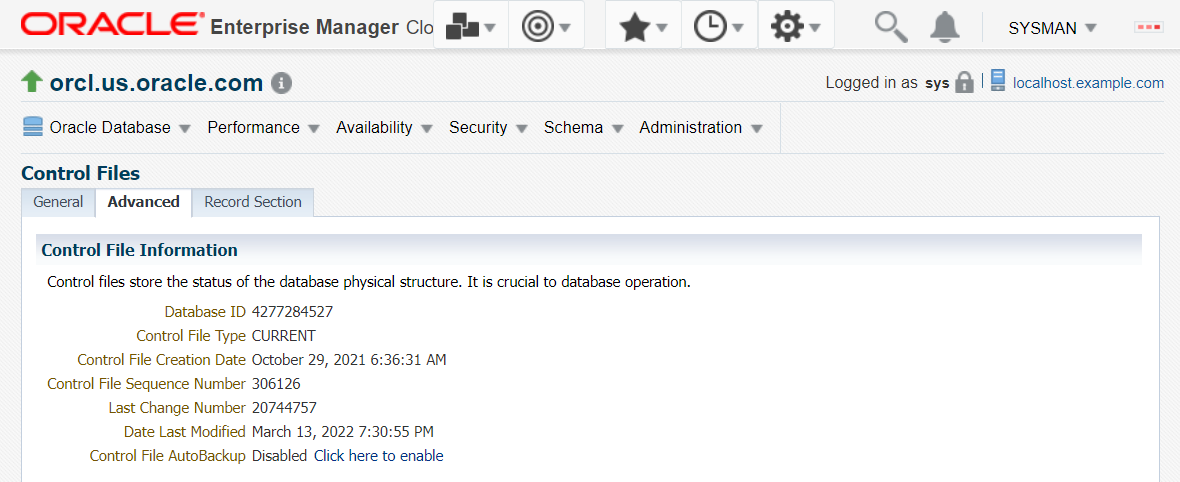 ORACLE® Enterprise Manager Clo SYSMAN
orcl.us.oracle.com i Logged in as sys localhost.example.com
Oracle Database Performance Availability Security Schema Administration
Control Files
General Advanced Record Section
Control File Information
Control files store the status of the database physical structure. It is crucial to database operation.
Database ID 4277284527
Control File Type CURRENT
Control File Creation Date October 29, 2021 6:36:31 AM
Control File Sequence Number 306126
Last Change Number 20744757
Date Last Modified March 13, 2022 7:30:55 PM
Control File AutoBackup Disabled Click here to enable